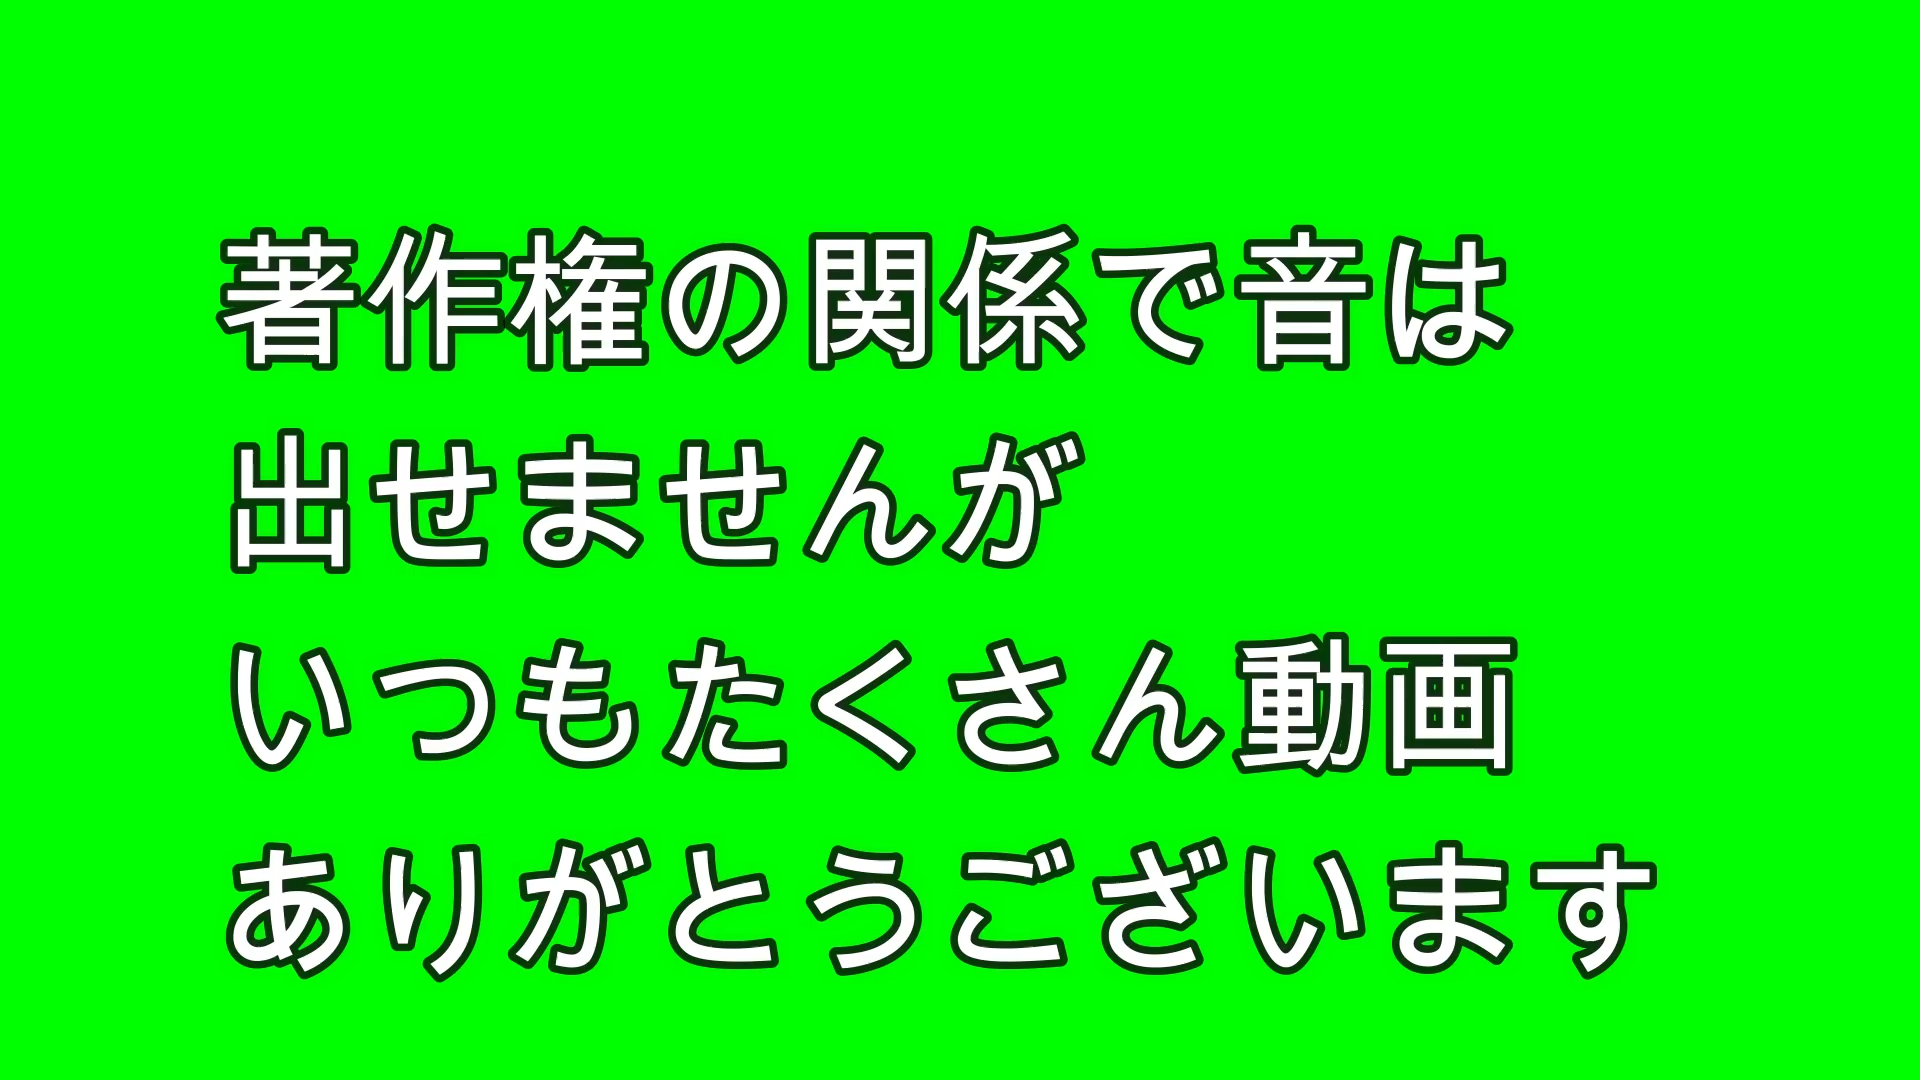 著作権の関係で音は
出せませんが
いつもたくさん動画
ありがとうございます